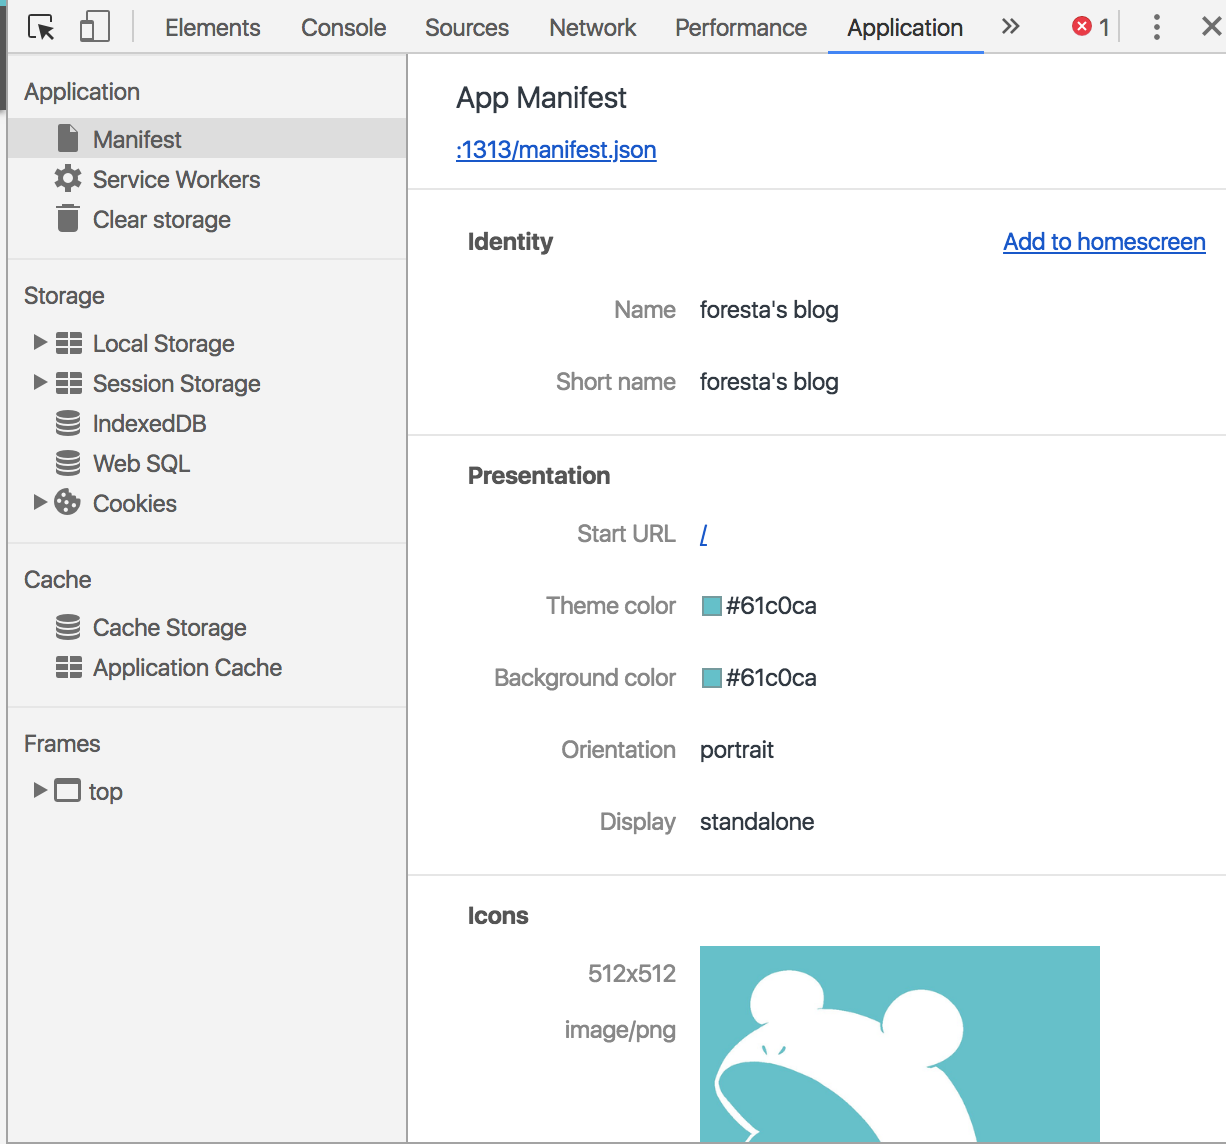 Elements Console Sources Network Performance Application » 1
Application
Manifest
Service Workers
Clear storage
Storage
Local Storage
Session Storage
IndexedDB
Web SQL
Cookies
Cache
Cache Storage
Application Cache
Frames
top
App Manifest
:1313/manifest.json
Identity Add to homescreen
Name foresta's blog
Short name foresta's blog
Presentation
Start URL /
Theme color #61c0ca
Background color #61c0ca
Orientation portrait
Display standalone
Icons
512x512
image/png